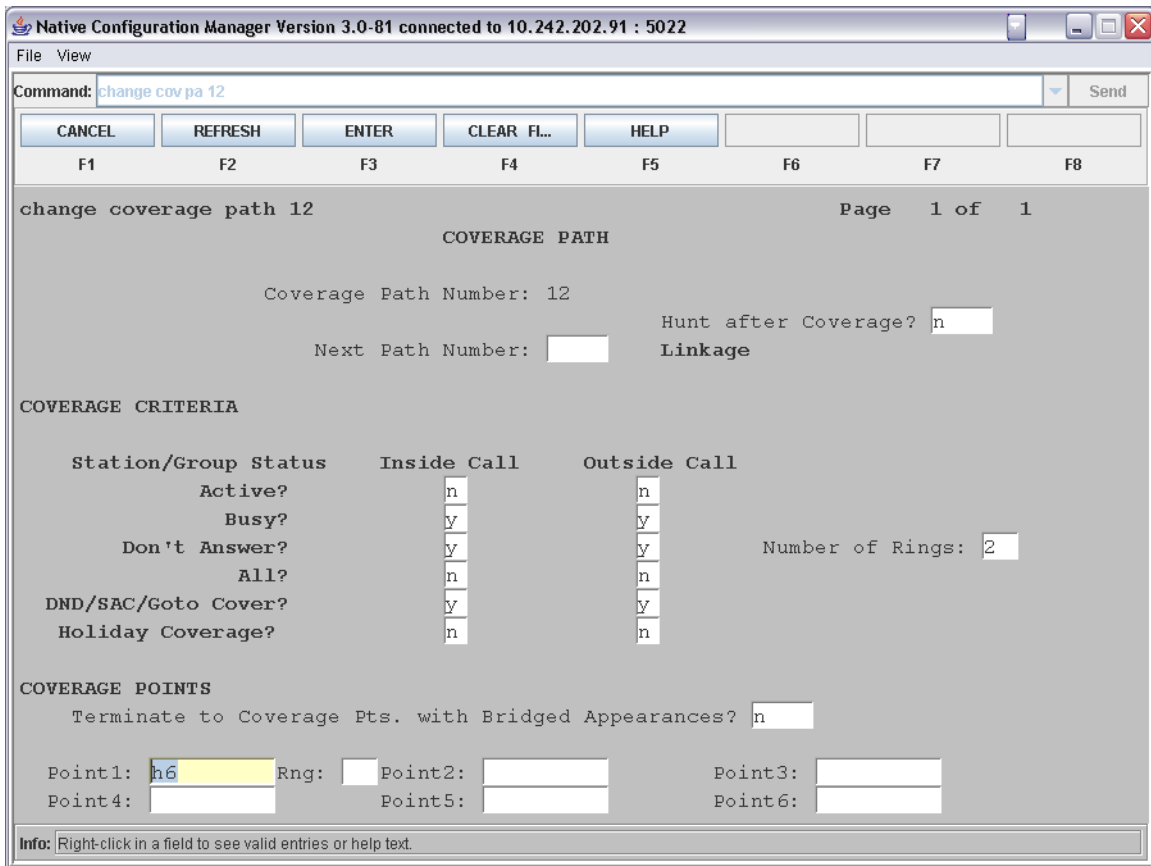 Native Configuration Manager Version 3.0-81 connected to 10.242.202.91 : 5022
File View
Command: change cov pa 12 Send
CANCEL REFRESH ENTER CLEAR FI... HELP
F1 F2 F3 F4 F5 F6 F7 F8
change coverage path 12 Page 1 of 1
COVERAGE PATH
Coverage Path Number: 12
Hunt after Coverage? n
Next Path Number: Linkage
COVERAGE CRITERIA
Station/Group Status Inside Call Outside Call
Active? n n
Busy? y y
Don't Answer? y y Number of Rings: 2
All? n n
DND/SAC/Goto Cover? y y
Holiday Coverage? n n
COVERAGE POINTS
Terminate to Coverage Pts. with Bridged Appearances? n
Point1: h6 Rng: Point2: Point3:
Point4: Point5: Point6:
Info: Right-click in a field to see valid entries or help text.